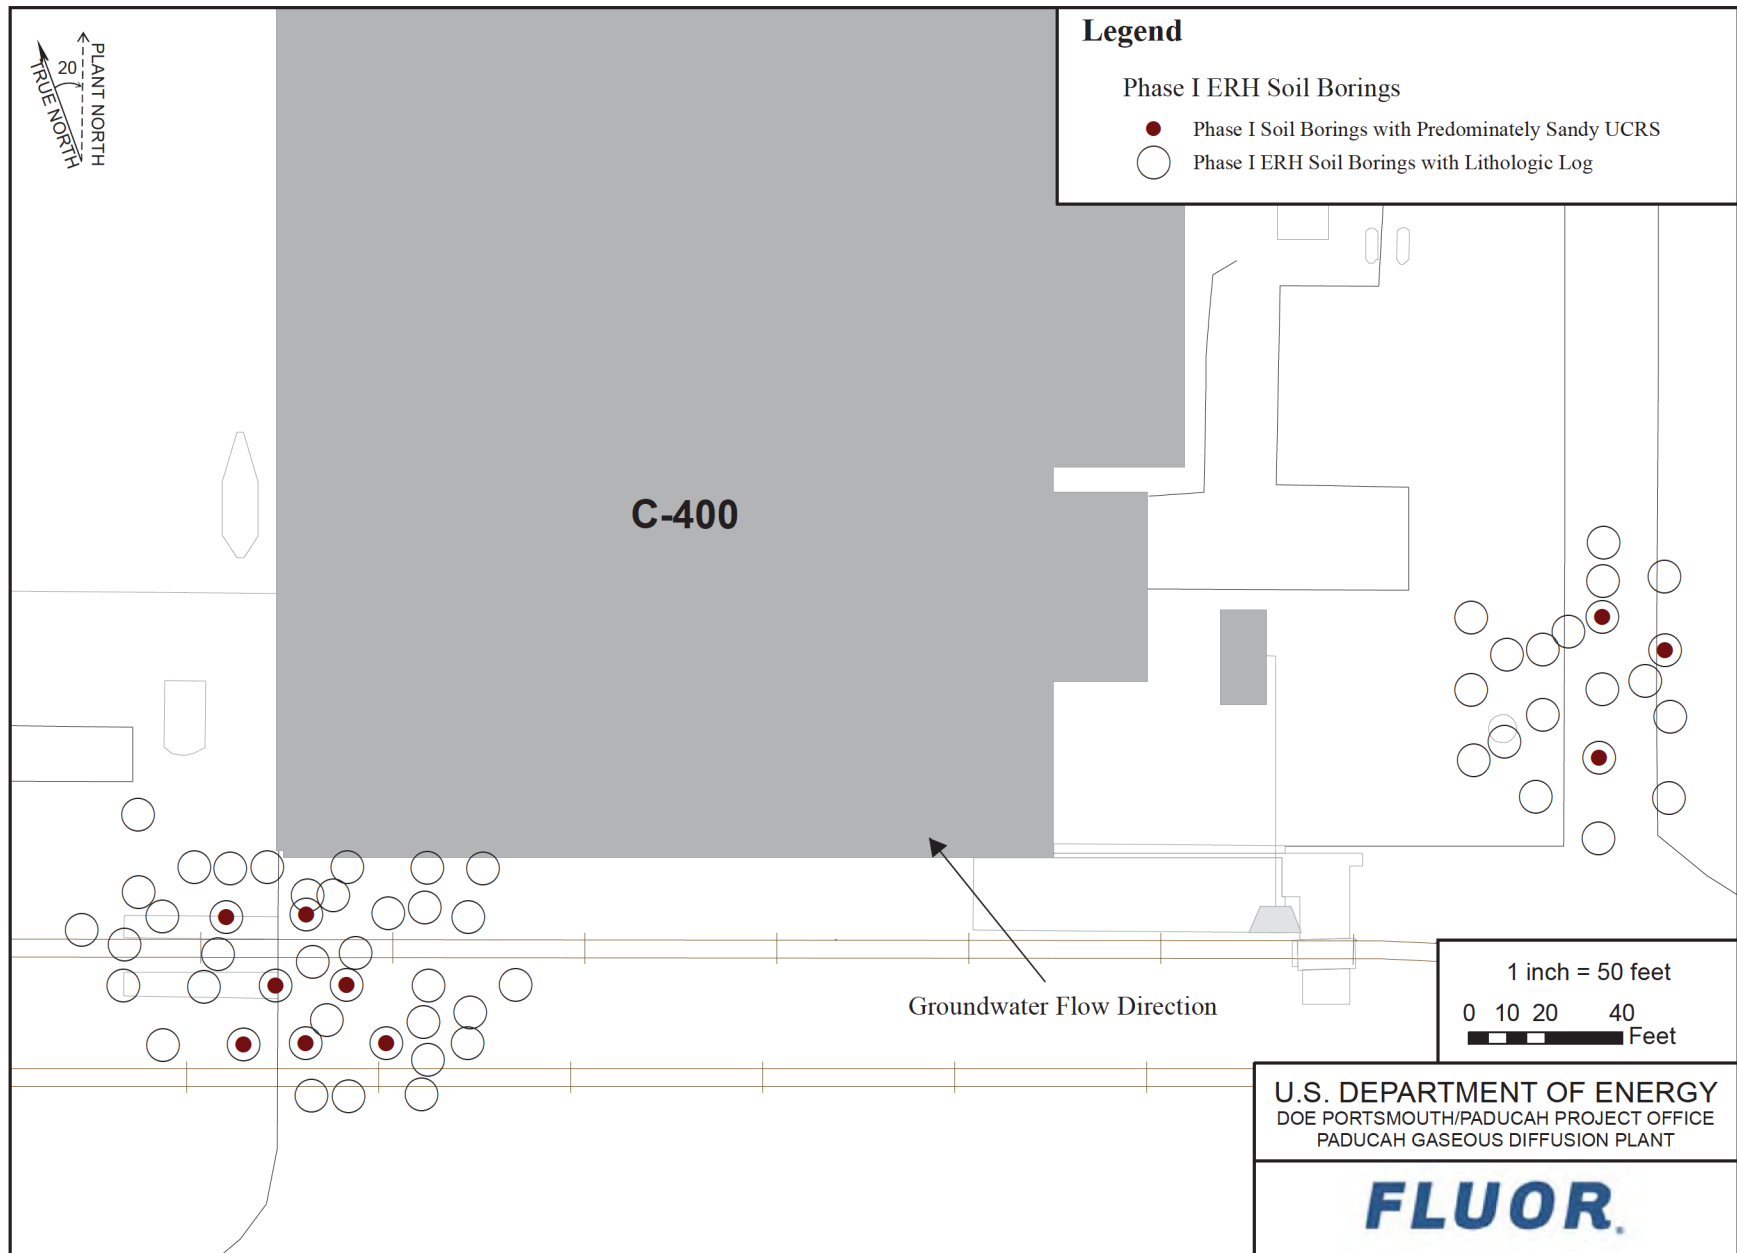 PLANT NORTH
TRUE NORTH
20
Legend
Phase I ERH Soil Borings
Phase I Soil Borings with Predominately Sandy UCRS
Phase I ERH Soil Borings with Lithologic Log
C-400
Groundwater Flow Direction
1 inch = 50 feet
0 10 20 40
Feet
U.S. DEPARTMENT OF ENERGY
DOE PORTSMOUTH/PADUCAH PROJECT OFFICE
PADUCAH GASEOUS DIFFUSION PLANT
FLUOR®